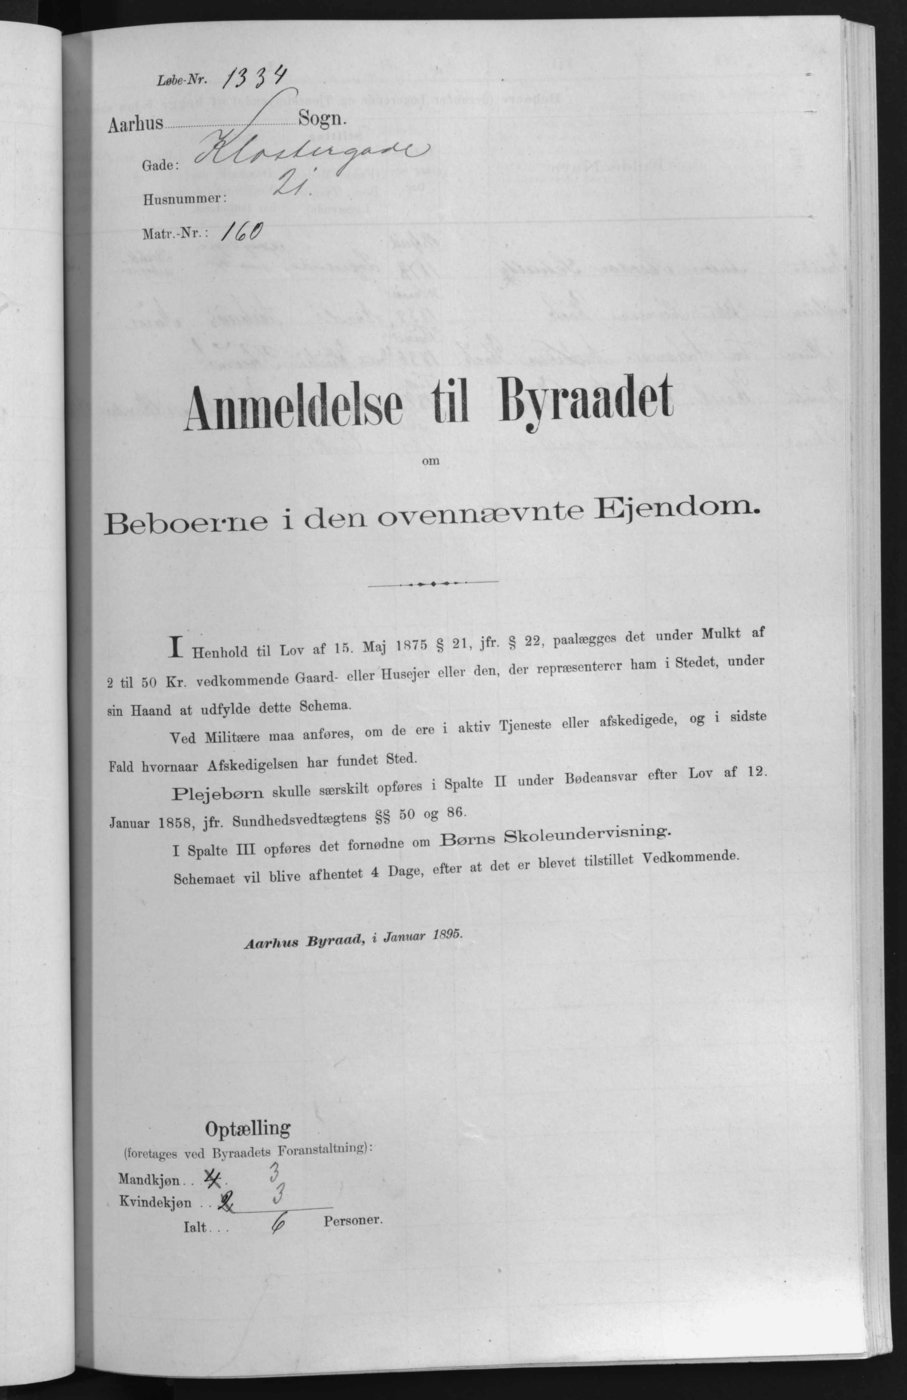 Løbe-Nr. 1334
Aarhus Sogn.
Gade: Klostergade
Husnummer: 21.
Matr.-Nr.: 160
Anmeldelse til Byraadet
om
Beboerne i den ovennævnte Ejendom.
I Henhold til Lov af 15. Maj 1875 § 21, jfr. § 22, paalægges det under Mulkt af
2 til 50 Kr. vedkommende Gaard- eller Husejer eller den, der repræsenterer ham i Stedet, under
sin Haand at udfylde dette Schema.
Ved Militære maa anføres, om de ere i aktiv Tjeneste eller afskedigede, og i sidste
Fald hvornaar Afskedigelsen har fundet Sted.
Plejebørn skulle særskilt opføres i Spalte II under Bødeansvar efter Lov af 12.
Januar 1858, jfr. Sundhedsvedtægtens §§ 50 og 86.
I Spalte III opføres det fornødne om Børns Skoleundervisning.
Schemaet vil blive afhentet 4 Dage, efter at det er blevet tilstillet Vedkommende.
Aarhus Byraad, i Januar 1895.
Optælling
(foretages ved Byraadets Foranstaltning):
Mandkjøn . . 4 . 3
Kvindekjøn . . 2 3
Ialt . . . 6 Personer.